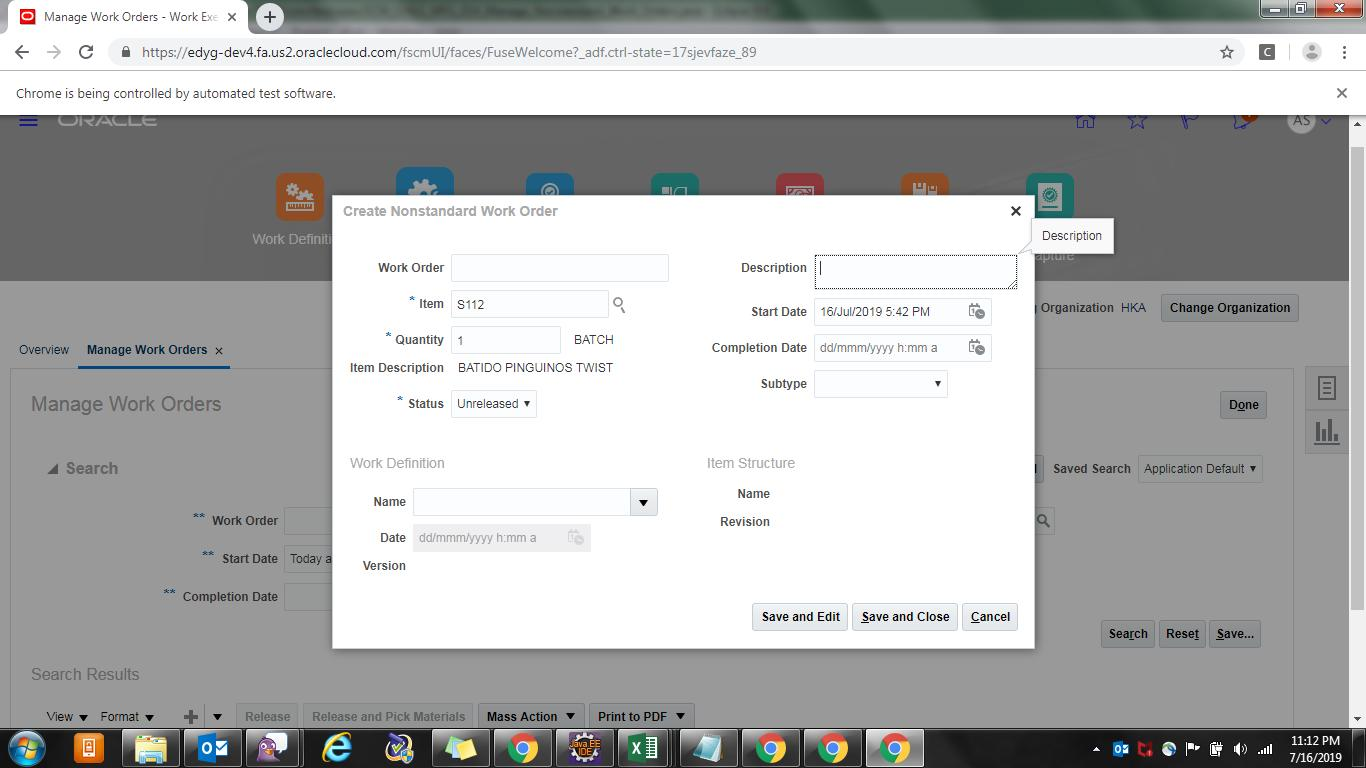 Manage Work Orders - Work Exe
https://edyg-dev4.fa.us2.oraclecloud.com/fscmUI/faces/FuseWelcome?_adf.ctrl-state=17sjevfaze_89
C
Chrome is being controlled by automated test software.
ORACLE
AS
Work Definiti
Create Nonstandard Work Order
Description
Work Order
Description
* Item S112
Start Date 16/Jul/2019 5:42 PM
* Quantity 1 BATCH
Completion Date dd/mmm/yyyy h:mm a
Item Description BATIDO PINGUINOS TWIST
Subtype
* Status Unreleased
Work Definition
Item Structure
Name
Name
Date dd/mmm/yyyy h:mm a
Revision
Version
Save and Edit Save and Close Cancel
Organization HKA Change Organization
Overview Manage Work Orders
Manage Work Orders
Done
Search
Saved Search Application Default
** Work Order
** Start Date Today a
** Completion Date
Search Reset Save...
Search Results
View Format Release Release and Pick Materials Mass Action Print to PDF
Java EE
IDE
11:12 PM
7/16/2019